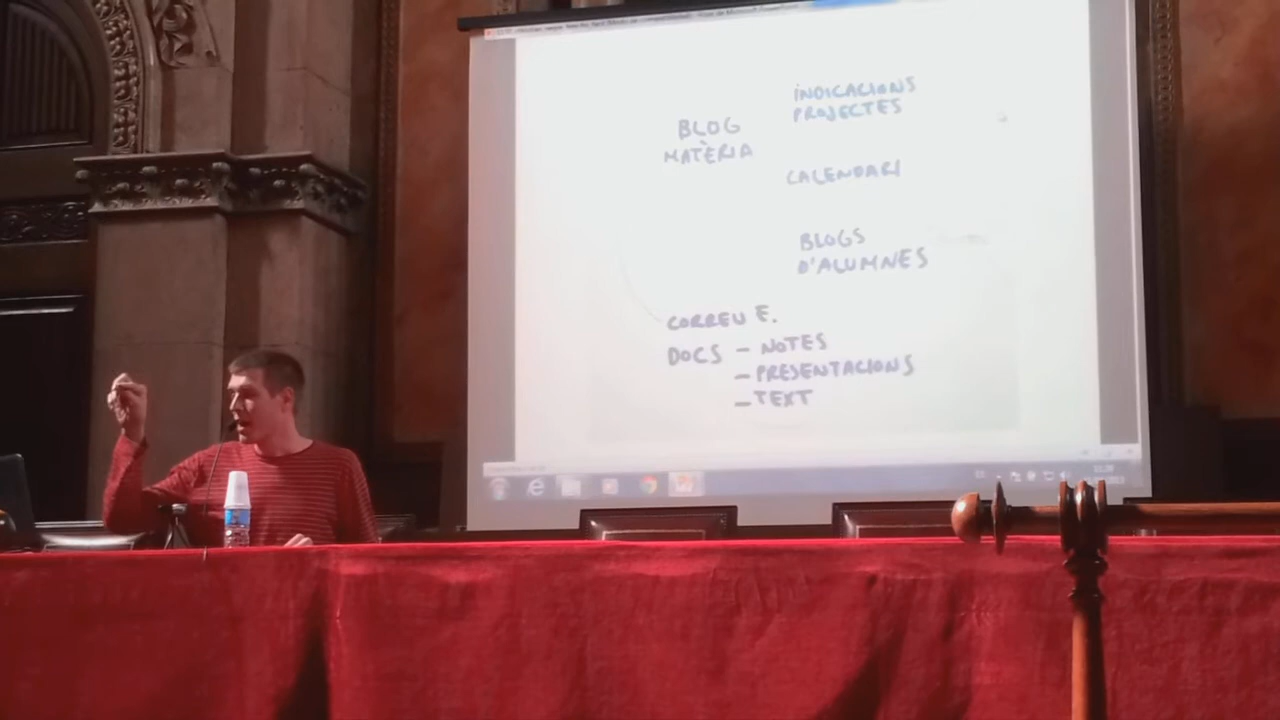 BLOG
MATÈRIA
INDICACIONS
PROJECTES
CALENDARI
BLOGS
D'ALUMNES
CORREU E.
DOCS - NOTES
- PRESENTACIONS
- TEXT